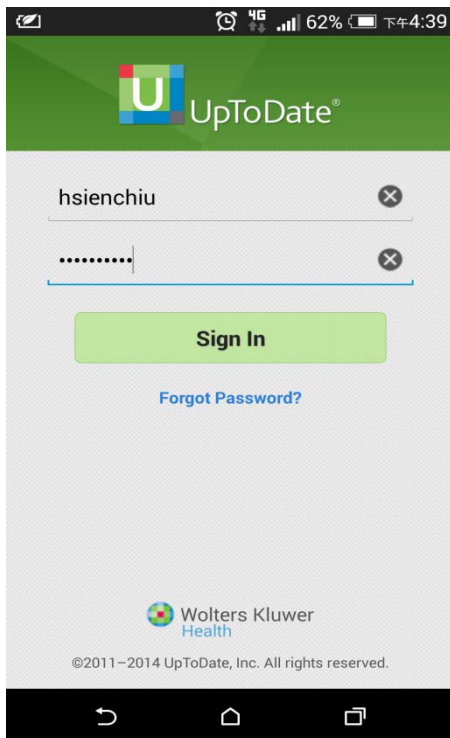 4G 62% 下午4:39
U UpToDate®
hsienchiu
••••••••••
Sign In
Forgot Password?
Wolters Kluwer
Health
©2011–2014 UpToDate, Inc. All rights reserved.